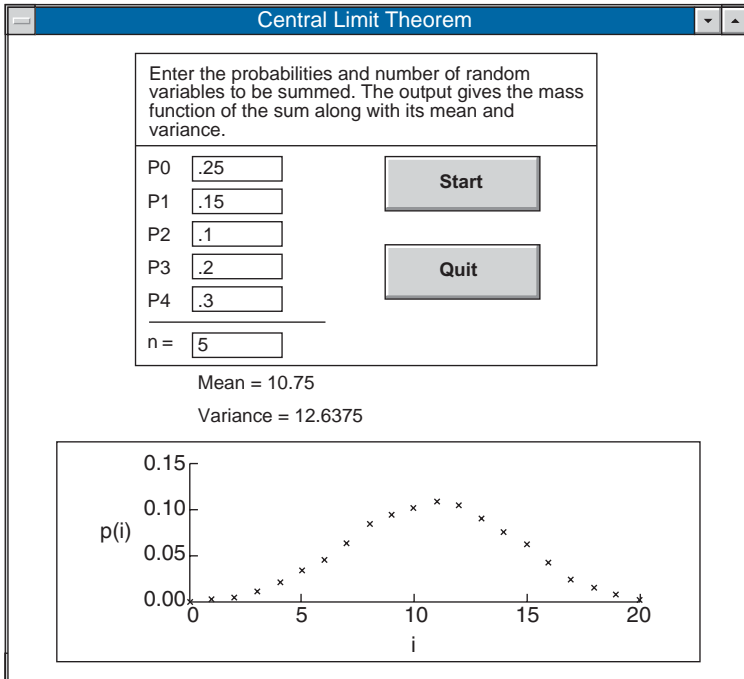 Central Limit Theorem
Enter the probabilities and number of random
variables to be summed. The output gives the mass
function of the sum along with its mean and
variance.
P0 .25
P1 .15
P2 .1
P3 .2
P4 .3
n = 5
Start
Quit
Mean = 10.75
Variance = 12.6375
0.15
0.10
p(i)
0.05
0.00
0 5 10 15 20
i